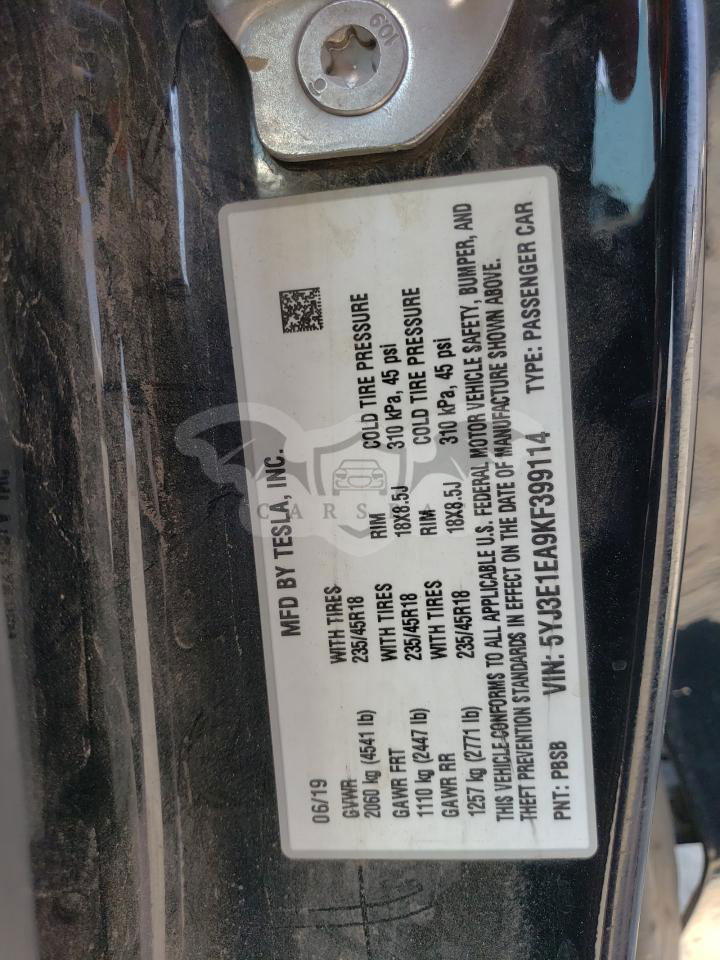 109
MFD BY TESLA, INC.
06/19
GVWR WITH TIRES RIM COLD TIRE PRESSURE
2060 kg (4541 lb) 235/45R18 18X8.5J 310 kPa, 45 psi
GAWR FRT WITH TIRES RIM COLD TIRE PRESSURE
1110 kg (2447 lb) 235/45R18 18X8.5J 310 kPa, 45 psi
GAWR RR WITH TIRES
1257 kg (2771 lb) 235/45R18
THIS VEHICLE CONFORMS TO ALL APPLICABLE U.S. FEDERAL MOTOR VEHICLE SAFETY, BUMPER, AND
THEFT PREVENTION STANDARDS IN EFFECT ON THE DATE OF MANUFACTURE SHOWN ABOVE.
PNT: PBSB VIN: 5YJ3E1EA9KF399114 TYPE: PASSENGER CAR